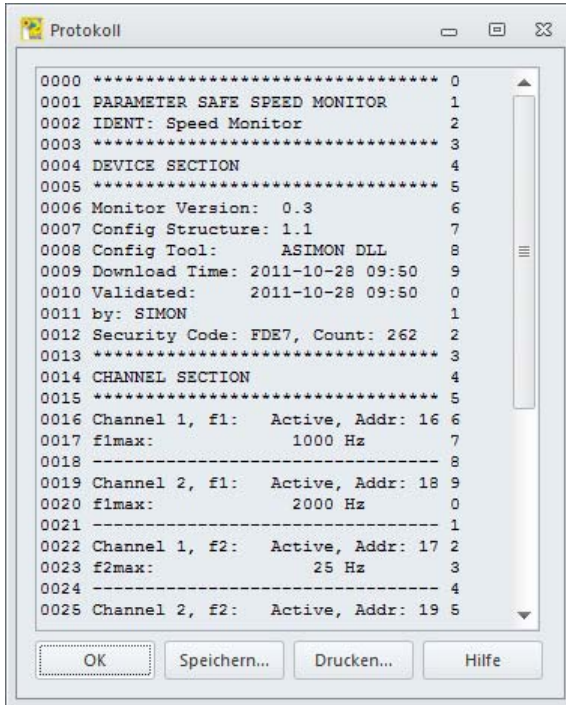 Protokoll
0000 ********************************* 0
0001 PARAMETER SAFE SPEED MONITOR 1
0002 IDENT: Speed Monitor 2
0003 ********************************* 3
0004 DEVICE SECTION 4
0005 ********************************* 5
0006 Monitor Version: 0.3 6
0007 Config Structure: 1.1 7
0008 Config Tool: ASIMON DLL 8
0009 Download Time: 2011-10-28 09:50 9
0010 Validated: 2011-10-28 09:50 0
0011 by: SIMON 1
0012 Security Code: FDE7, Count: 262 2
0013 ********************************* 3
0014 CHANNEL SECTION 4
0015 ********************************* 5
0016 Channel 1, f1: Active, Addr: 16 6
0017 f1max: 1000 Hz 7
0018 --------------------------------- 8
0019 Channel 2, f1: Active, Addr: 18 9
0020 f1max: 2000 Hz 0
0021 --------------------------------- 1
0022 Channel 1, f2: Active, Addr: 17 2
0023 f2max: 25 Hz 3
0024 --------------------------------- 4
0025 Channel 2, f2: Active, Addr: 19 5
OK Speichern... Drucken... Hilfe